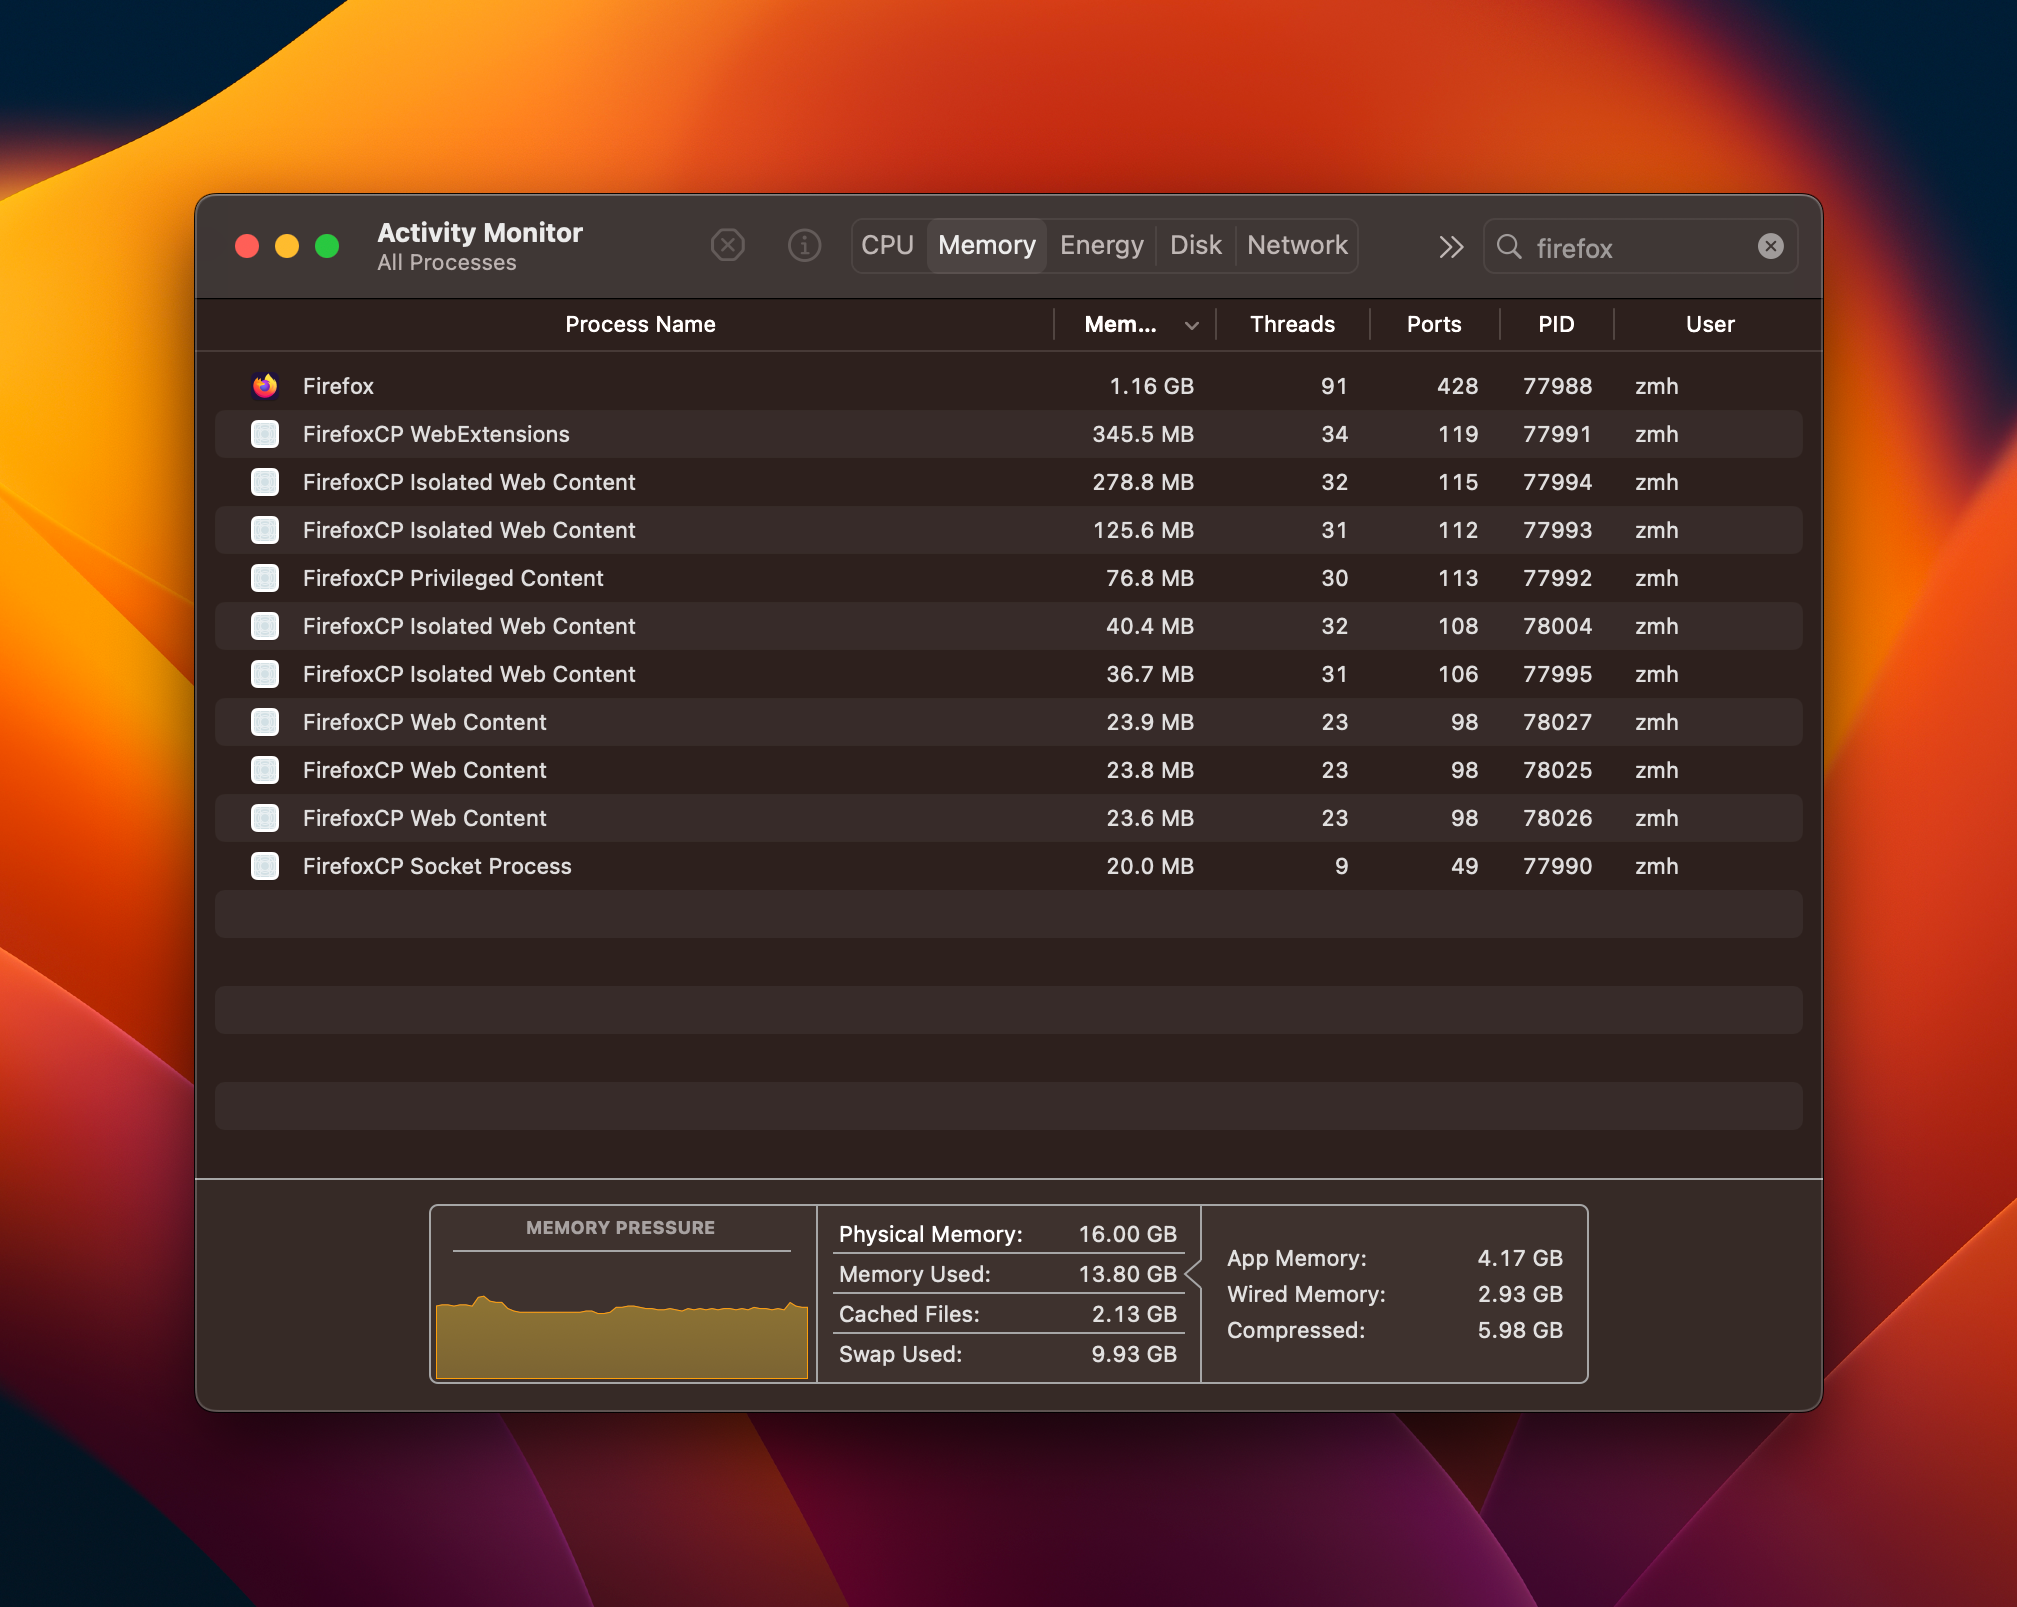 Activity Monitor
All Processes
CPU Memory Energy Disk Network
firefox
Process Name Mem... Threads Ports PID User
Firefox 1.16 GB 91 428 77988 zmh
FirefoxCP WebExtensions 345.5 MB 34 119 77991 zmh
FirefoxCP Isolated Web Content 278.8 MB 32 115 77994 zmh
FirefoxCP Isolated Web Content 125.6 MB 31 112 77993 zmh
FirefoxCP Privileged Content 76.8 MB 30 113 77992 zmh
FirefoxCP Isolated Web Content 40.4 MB 32 108 78004 zmh
FirefoxCP Isolated Web Content 36.7 MB 31 106 77995 zmh
FirefoxCP Web Content 23.9 MB 23 98 78027 zmh
FirefoxCP Web Content 23.8 MB 23 98 78025 zmh
FirefoxCP Web Content 23.6 MB 23 98 78026 zmh
FirefoxCP Socket Process 20.0 MB 9 49 77990 zmh
MEMORY PRESSURE
Physical Memory: 16.00 GB
Memory Used: 13.80 GB
Cached Files: 2.13 GB
Swap Used: 9.93 GB
App Memory: 4.17 GB
Wired Memory: 2.93 GB
Compressed: 5.98 GB